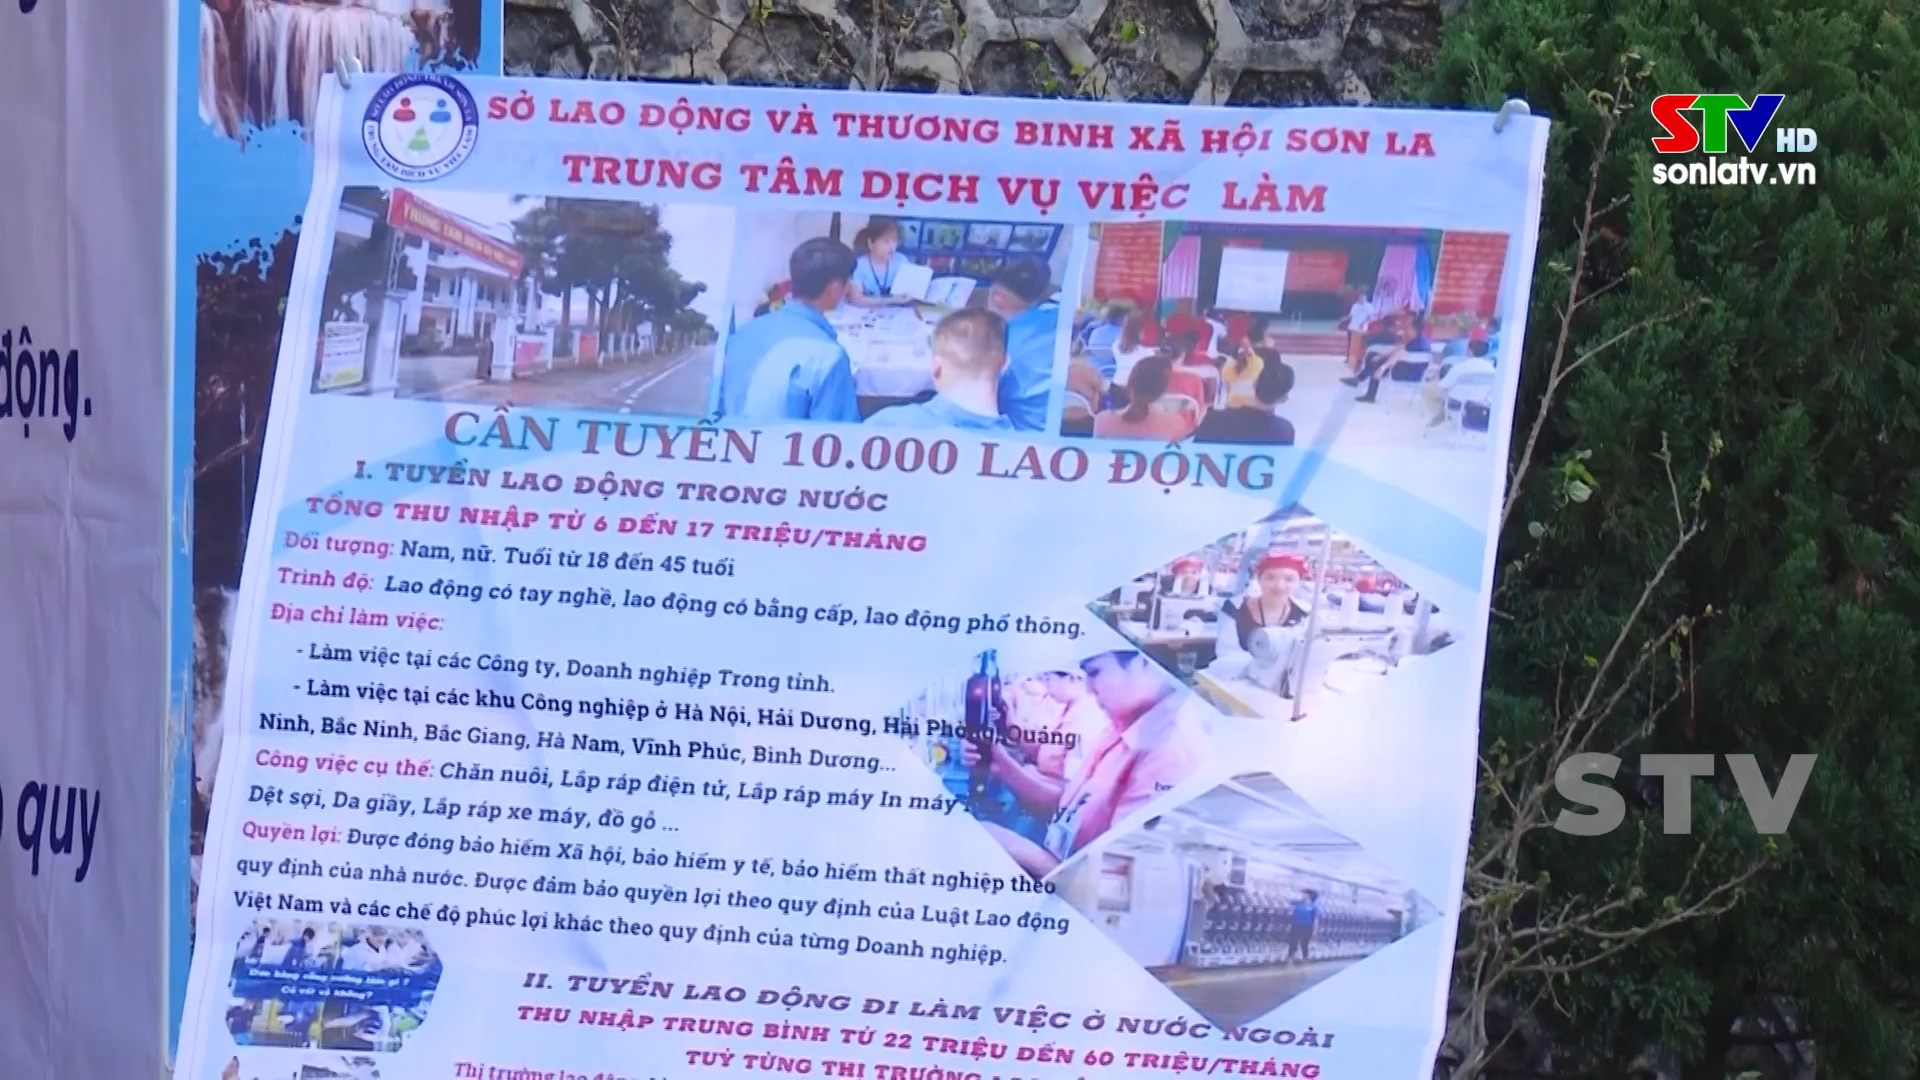 STV HD
sonlatv.vn
SỞ LAO ĐỘNG VÀ THƯƠNG BINH XÃ HỘI SƠN LA
TRUNG TÂM DỊCH VỤ VIỆC LÀM
CẦN TUYỂN 10.000 LAO ĐỘNG
I. TUYỂN LAO ĐỘNG TRONG NƯỚC
TỔNG THU NHẬP TỪ 6 ĐẾN 17 TRIỆU/THÁNG
Đối tượng: Nam, nữ. Tuổi từ 18 đến 45 tuổi
Trình độ: Lao động có tay nghề, lao động có bằng cấp, lao động phổ thông.
Địa chỉ làm việc:
- Làm việc tại các Công ty, Doanh nghiệp Trong tỉnh.
- Làm việc tại các khu Công nghiệp ở Hà Nội, Hải Dương, Hải Phòng, Quảng
Ninh, Bắc Ninh, Bắc Giang, Hà Nam, Vĩnh Phúc, Bình Dương...
Công việc cụ thể: Chăn nuôi, Lắp ráp điện tử, Lắp ráp máy In máy
Dệt sợi, Da giầy, Lắp ráp xe máy, đồ gỗ ...
Quyền lợi: Được đóng bảo hiểm Xã hội, bảo hiểm y tế, bảo hiểm thất nghiệp theo
quy định của nhà nước. Được đảm bảo quyền lợi theo quy định của Luật Lao động
Việt Nam và các chế độ phúc lợi khác theo quy định của từng Doanh nghiệp.
II. TUYỂN LAO ĐỘNG ĐI LÀM VIỆC Ở NƯỚC NGOÀI
THU NHẬP TRUNG BÌNH TỪ 22 TRIỆU ĐẾN 60 TRIỆU/THÁNG
TUỲ TỪNG THỊ TRƯỜNG
Thị trường lao động
động.
quy
STV